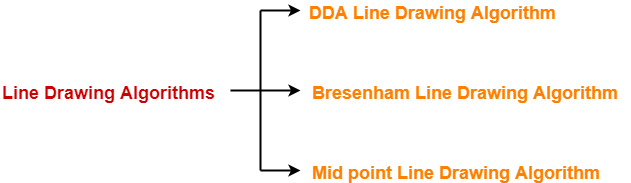 DDA Line Drawing Algorithm
Line Drawing Algorithms
Bresenham Line Drawing Algorithm
Mid point Line Drawing Algorithm